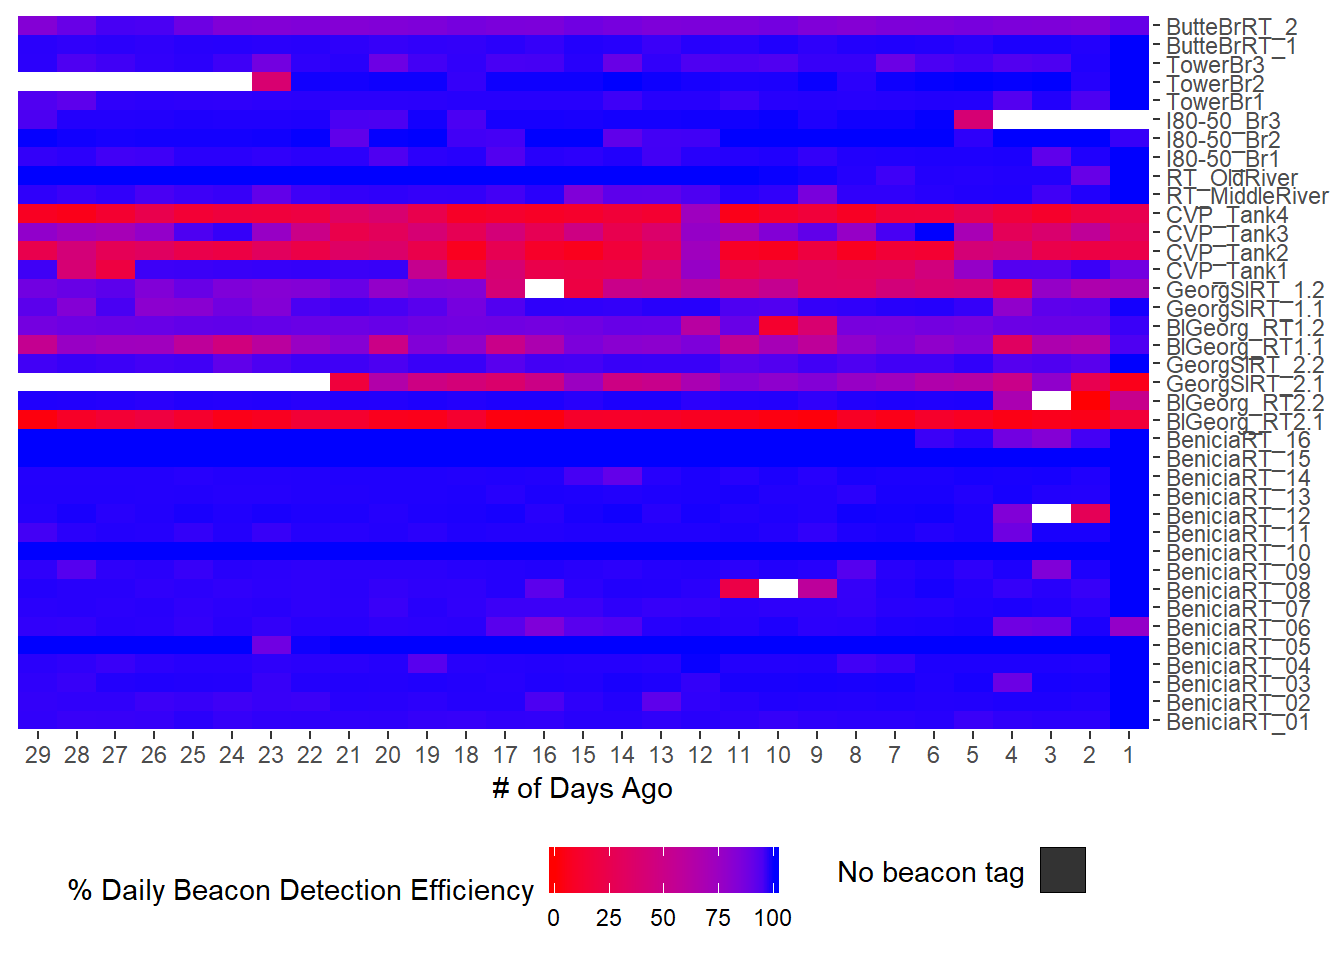 ButteBrRT_2
ButteBrRT_1
TowerBr3
TowerBr2
TowerBr1
I80-50_Br3
I80-50_Br2
I80-50_Br1
RT_OldRiver
RT_MiddleRiver
CVP_Tank4
CVP_Tank3
CVP_Tank2
CVP_Tank1
GeorgSlRT_1.2
GeorgSlRT_1.1
BlGeorg_RT1.2
BlGeorg_RT1.1
GeorgSlRT_2.2
GeorgSlRT_2.1
BlGeorg_RT2.2
BlGeorg_RT2.1
BeniciaRT_16
BeniciaRT_15
BeniciaRT_14
BeniciaRT_13
BeniciaRT_12
BeniciaRT_11
BeniciaRT_10
BeniciaRT_09
BeniciaRT_08
BeniciaRT_07
BeniciaRT_06
BeniciaRT_05
BeniciaRT_04
BeniciaRT_03
BeniciaRT_02
BeniciaRT_01
29 28 27 26 25 24 23 22 21 20 19 18 17 16 15 14 13 12 11 10 9 8 7 6 5 4 3 2 1
# of Days Ago
% Daily Beacon Detection Efficiency
0 25 50 75 100
No beacon tag